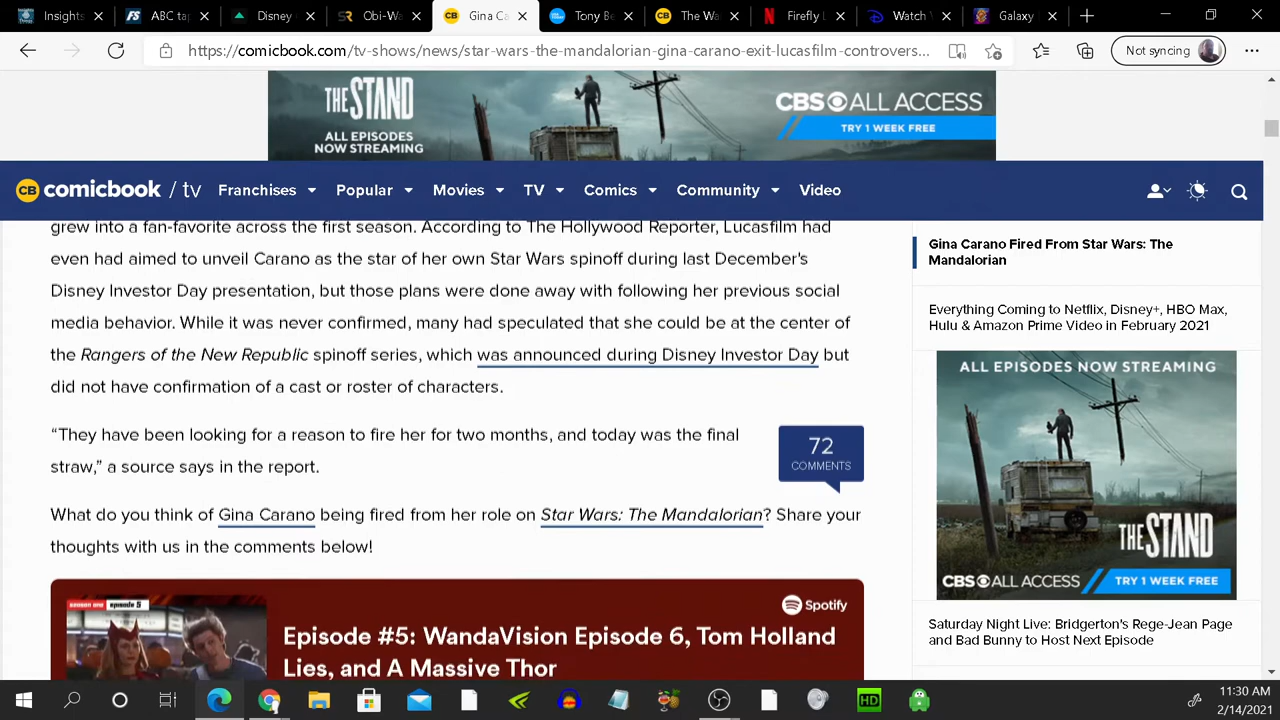 Insights
ABC to
Disney
Obi-Wa
Gina Ca
Tony Be
The Wa
Firefly L
Watch
Galaxy
https://comicbook.com/tv-shows/news/star-wars-the-mandalorian-gina-carano-exit-lucasfilm-controvers...
Not syncing
THE STAND
ALL EPISODES
NOW STREAMING
CBS ALL ACCESS
TRY 1 WEEK FREE
CB comicbook / tv
Franchises
Popular
Movies
TV
Comics
Community
Video
grew into a fan-favorite across the first season. According to The Hollywood Reporter, Lucasfilm had
even had aimed to unveil Carano as the star of her own Star Wars spinoff during last December's
Disney Investor Day presentation, but those plans were done away with following her previous social
media behavior. While it was never confirmed, many had speculated that she could be at the center of
the Rangers of the New Republic spinoff series, which was announced during Disney Investor Day but
did not have confirmation of a cast or roster of characters.
“They have been looking for a reason to fire her for two months, and today was the final
straw,” a source says in the report.
72
COMMENTS
What do you think of Gina Carano being fired from her role on Star Wars: The Mandalorian? Share your
thoughts with us in the comments below!
season one episode 5
Spotify
Episode #5: WandaVision Episode 6, Tom Holland
Lies, and A Massive Thor
Gina Carano Fired From Star Wars: The
Mandalorian
Everything Coming to Netflix, Disney+, HBO Max,
Hulu & Amazon Prime Video in February 2021
ALL EPISODES NOW STREAMING
THE STAND
CBS ALL ACCESS
TRY 1 WEEK FREE
Saturday Night Live: Bridgerton's Rege-Jean Page
and Bad Bunny to Host Next Episode
HD
11:30 AM
2/14/2021